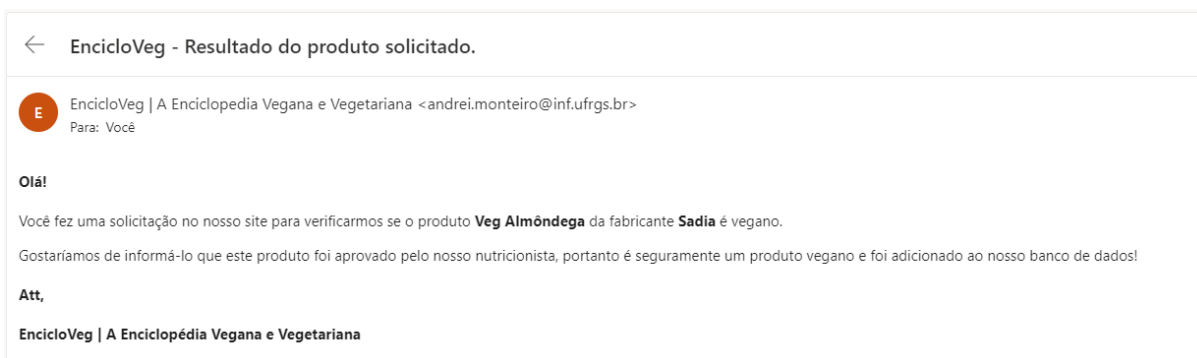 EncicloVeg - Resultado do produto solicitado.
E
EncicloVeg | A Enciclopedia Vegana e Vegetariana <andrei.monteiro@inf.ufrgs.br>
Para: Você
Olá!
Você fez uma solicitação no nosso site para verificarmos se o produto Veg Almôndega da fabricante Sadia é vegano.
Gostaríamos de informá-lo que este produto foi aprovado pelo nosso nutricionista, portanto é seguramente um produto vegano e foi adicionado ao nosso banco de dados!
Att,
EncicloVeg | A Enciclopédia Vegana e Vegetariana